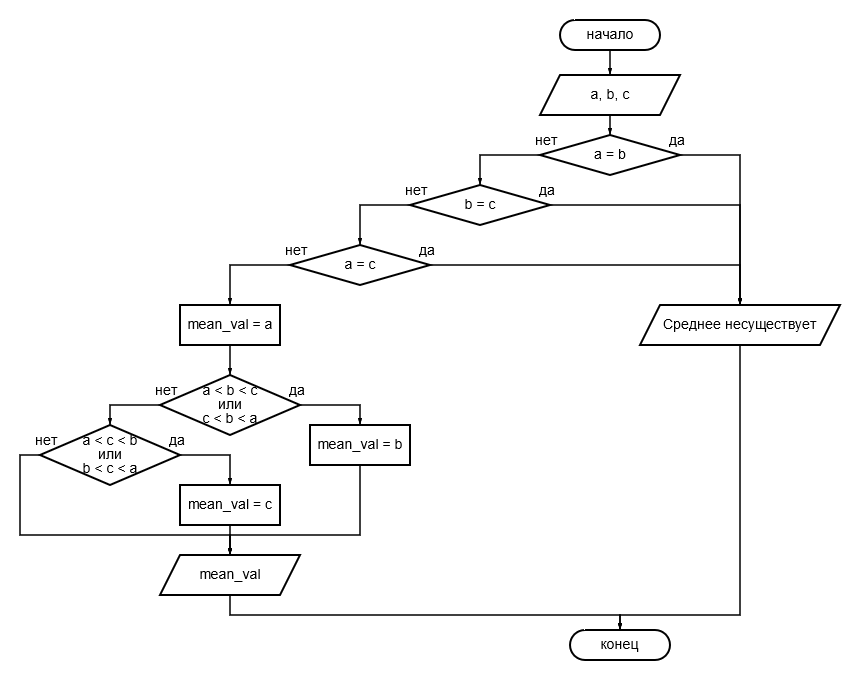 начало
a, b, c
нет
да
a = b
нет
да
b = c
нет
да
a = c
mean_val = a
Среднее несуществует
нет
да
a < b < c
или
c < b < a
нет
да
a < c < b
или
b < c < a
mean_val = b
mean_val = c
mean_val
конец